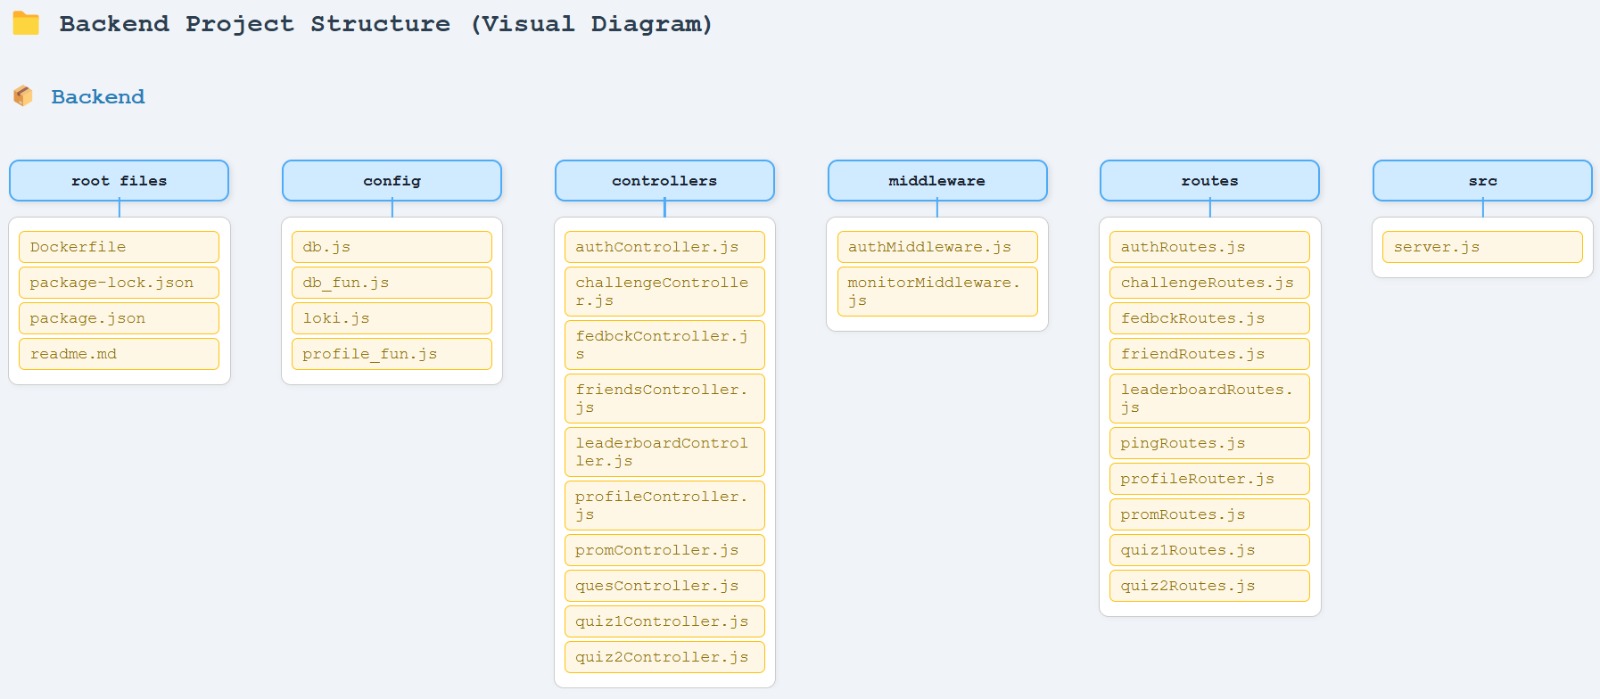 Backend Project Structure (Visual Diagram)
Backend
root files
Dockerfile
package-lock.json
package.json
readme.md
config
db.js
db_fun.js
loki.js
profile_fun.js
controllers
authController.js
challengeControlle
r.js
fedbckController.j
s
friendsController.
js
leaderboardControl
ler.js
profileController.
js
promController.js
quesController.js
quiz1Controller.js
quiz2Controller.js
middleware
authMiddleware.js
monitorMiddleware.
js
routes
authRoutes.js
challengeRoutes.js
fedbckRoutes.js
friendRoutes.js
leaderboardRoutes.
js
pingRoutes.js
profileRouter.js
promRoutes.js
quiz1Routes.js
quiz2Routes.js
src
server.js